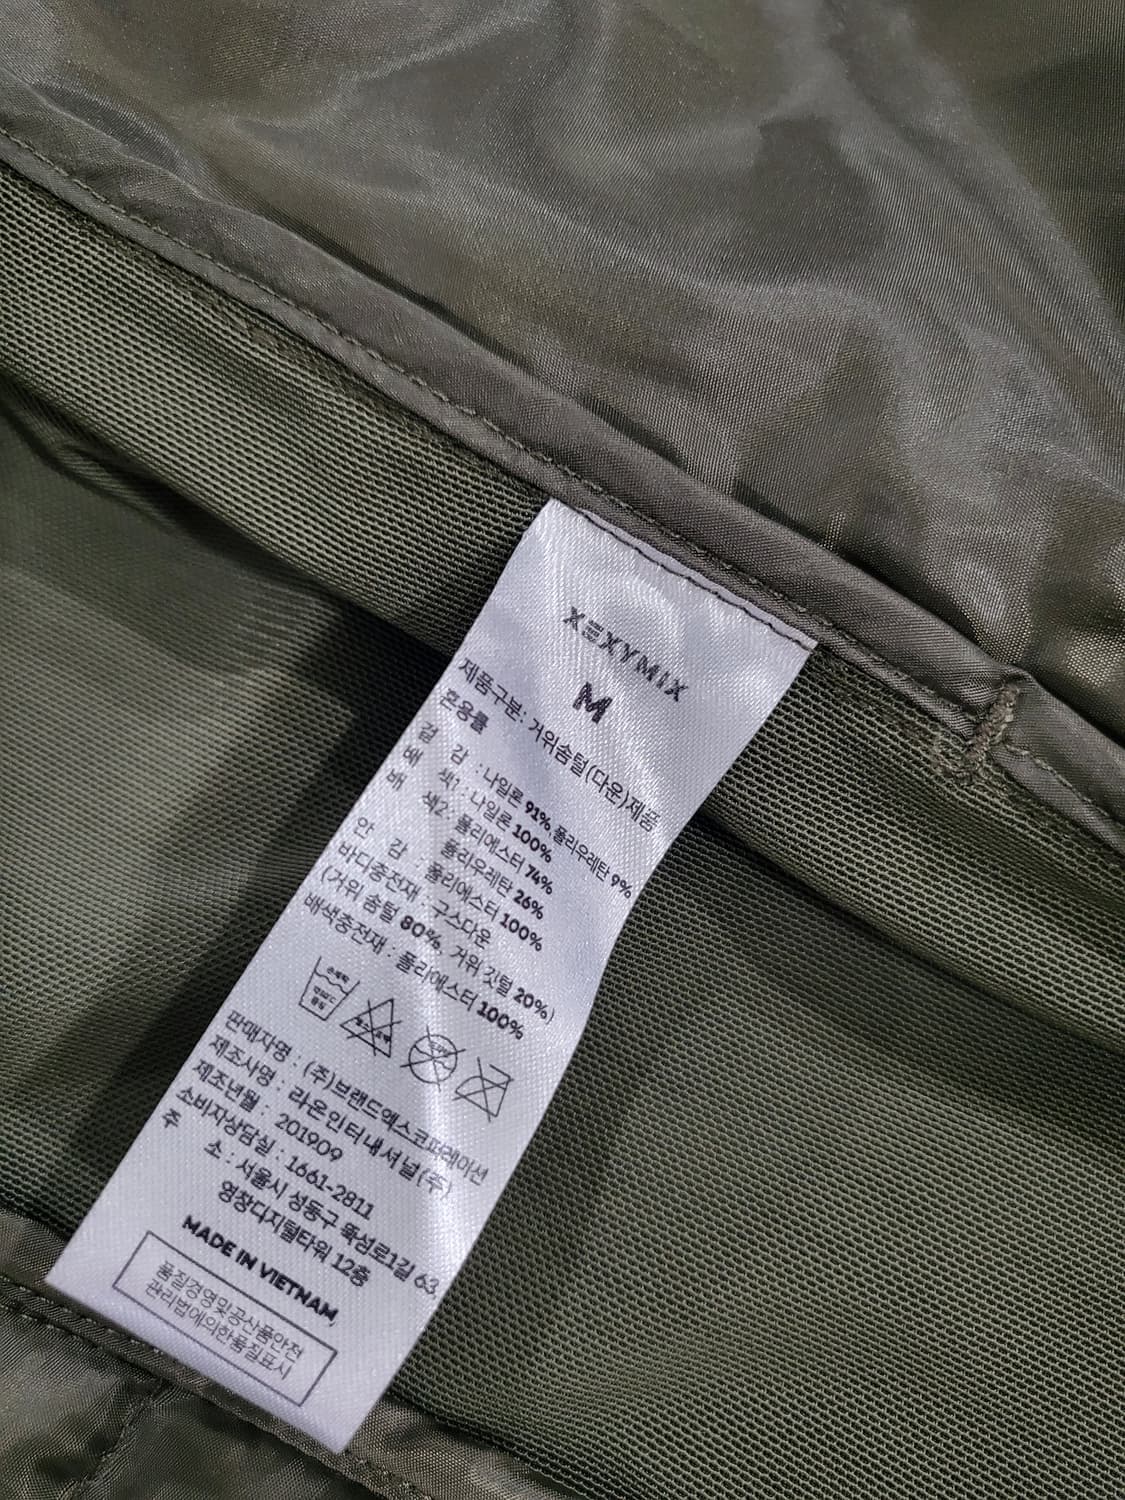 XEXYMIX
M
제품구분: 거위솜털(다운)제품
혼용률
겉 감 : 나일론 91%, 폴리우레탄 9%
배 색1 : 나일론 100%
배 색2 : 폴리에스터 74%
폴리우레탄 26%
안 감 : 폴리에스터 100%
바디충전재 : 구스다운
(거위 솜털 80%, 거위 깃털 20%)
배색충전재 : 폴리에스터 100%
판매자명 : (주)브랜드엑스코퍼레이션
제조사명 : 라온인터내셔널(주)
제조년월 : 2019.09
소비자상담실 : 1661-2811
주 소 : 서울시 성동구 뚝섬로1길 63,
영창디지털타워 12층
MADE IN VIETNAM
품질경영및공산품안전
관리법에의한품질표시